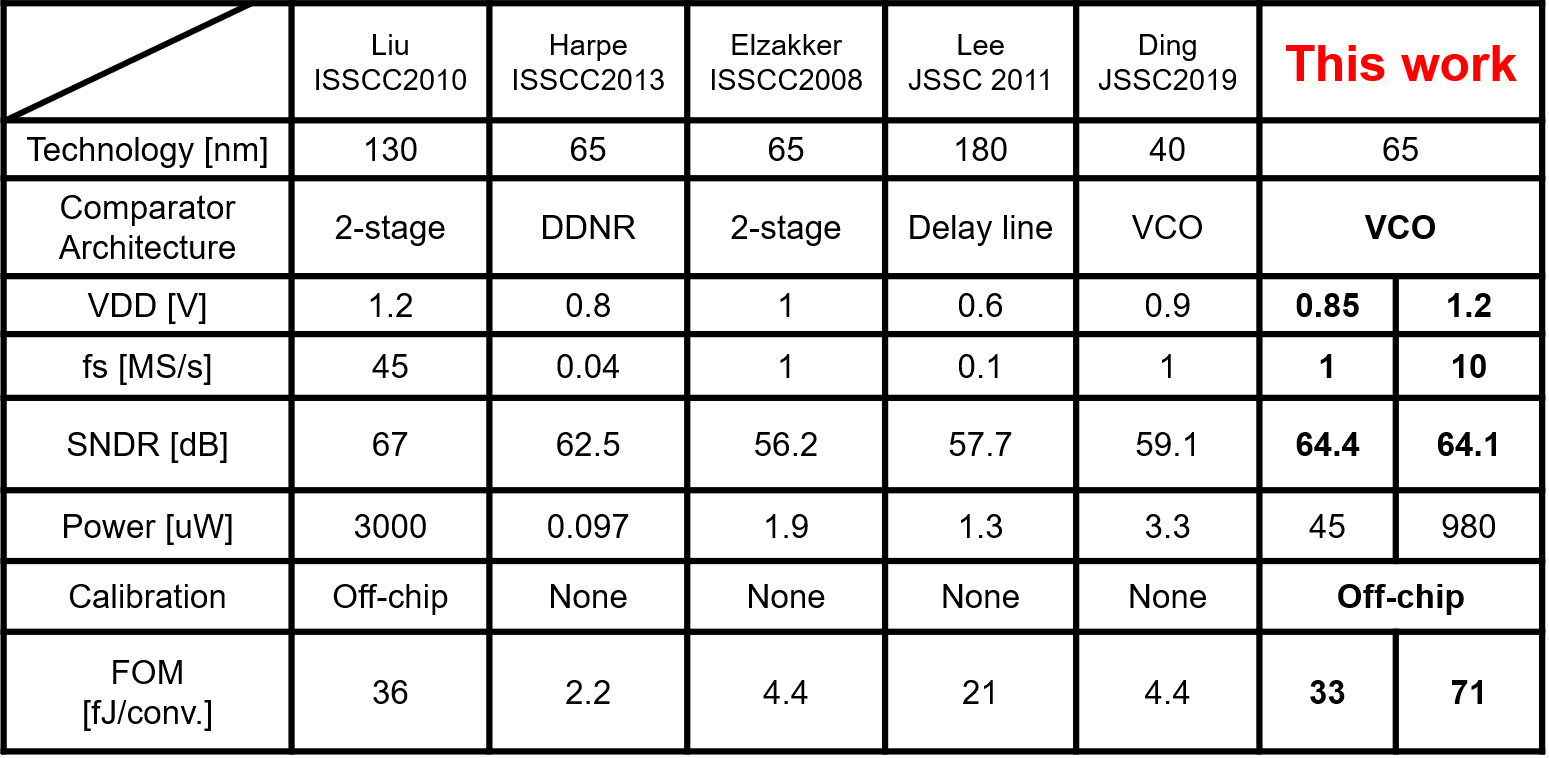 Liu
ISSCC2010
Harpe
ISSCC2013
Elzakker
ISSCC2008
Lee
JSSC 2011
Ding
JSSC2019
This work
Technology [nm] 130 65 65 180 40 65
Comparator
Architecture
2-stage DDNR 2-stage Delay line VCO VCO
VDD [V] 1.2 0.8 1 0.6 0.9 0.85 1.2
fs [MS/s] 45 0.04 1 0.1 1 1 10
SNDR [dB] 67 62.5 56.2 57.7 59.1 64.4 64.1
Power [uW] 3000 0.097 1.9 1.3 3.3 45 980
Calibration Off-chip None None None None Off-chip
FOM
[fJ/conv.]
36 2.2 4.4 21 4.4 33 71